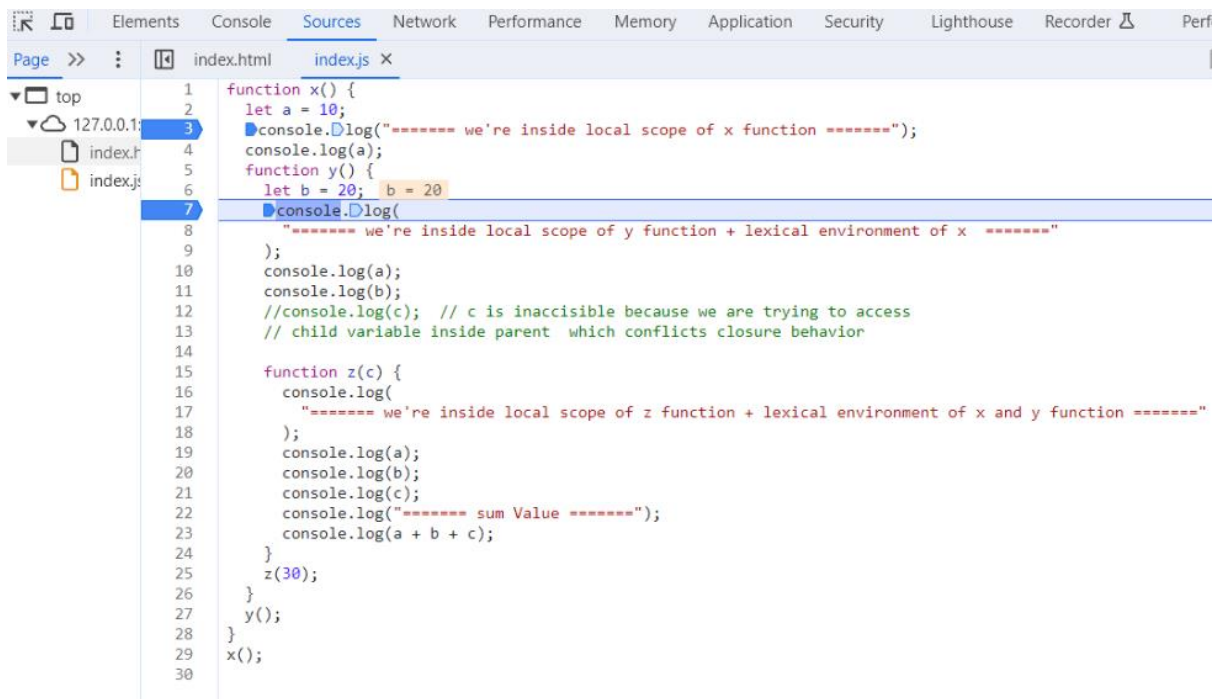 Elements Console Sources Network Performance Memory Application Security Lighthouse Recorder Perf
Page >> index.html index.js ×
top
127.0.0.1:
index.h
index.js
1 function x() {
2 let a = 10;
3 console.log("======= we're inside local scope of x function =======");
4 console.log(a);
5 function y() {
6 let b = 20; b = 20
7 console.log(
8 "======= we're inside local scope of y function + lexical environment of x  ======="
9 );
10 console.log(a);
11 console.log(b);
12 //console.log(c);  // c is inaccisible because we are trying to access
13 // child variable inside parent  which conflicts closure behavior
14
15 function z(c) {
16 console.log(
17 "======= we're inside local scope of z function + lexical environment of x and y function ======="
18 );
19 console.log(a);
20 console.log(b);
21 console.log(c);
22 console.log("======= sum Value =======");
23 console.log(a + b + c);
24 }
25 z(30);
26 }
27 y();
28 }
29 x();
30